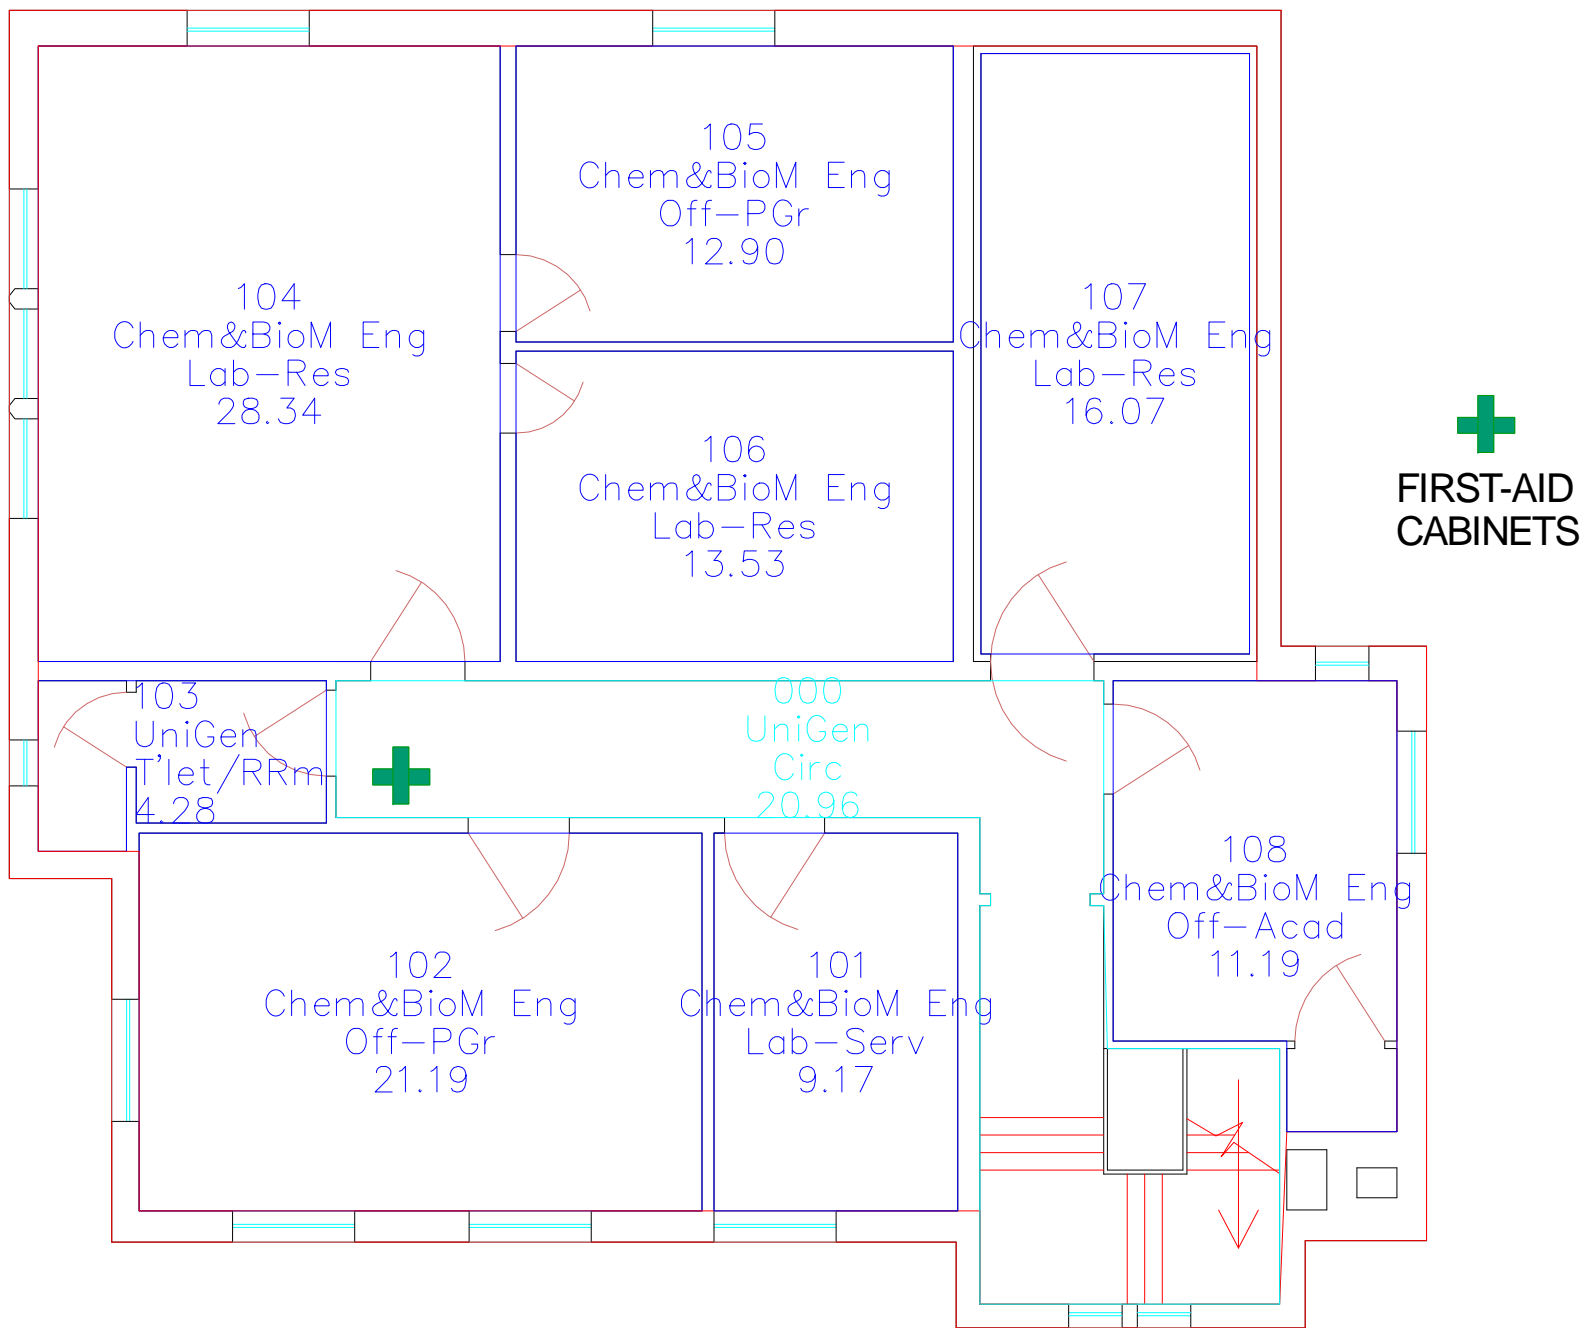 105
Chem&BioM Eng
Off-PGr
12.90
104
Chem&BioM Eng
Lab-Res
28.34
107
Chem&BioM Eng
Lab-Res
16.07
106
Chem&BioM Eng
Lab-Res
13.53
FIRST-AID
CABINETS
103
UniGen
T'let/RRm
4.28
000
UniGen
Circ
20.96
108
Chem&BioM Eng
Off-Acad
11.19
102
Chem&BioM Eng
Off-PGr
21.19
101
Chem&BioM Eng
Lab-Serv
9.17